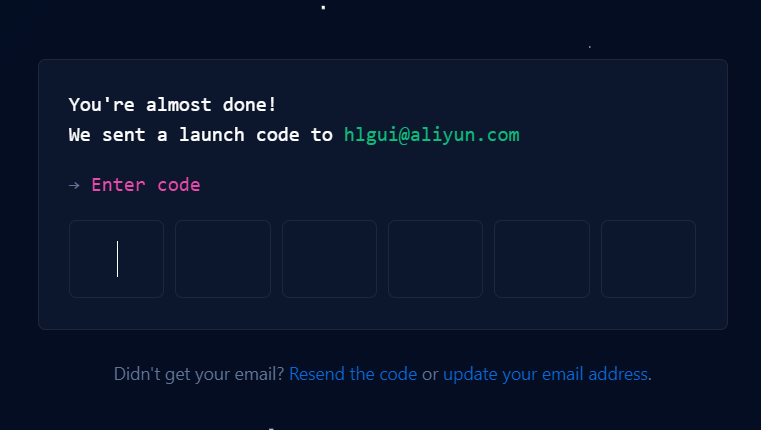 You're almost done!
We sent a launch code to hlgui@aliyun.com
→ Enter code
Didn't get your email? Resend the code or update your email address.